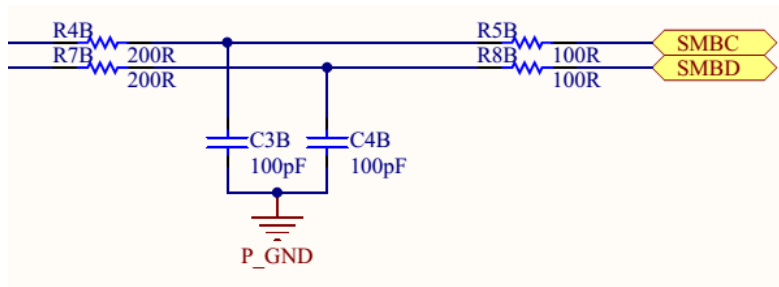 R4B R5B SMBC
R7B 200R R8B 100R SMBD
200R 100R
C3B C4B
100pF 100pF
P_GND